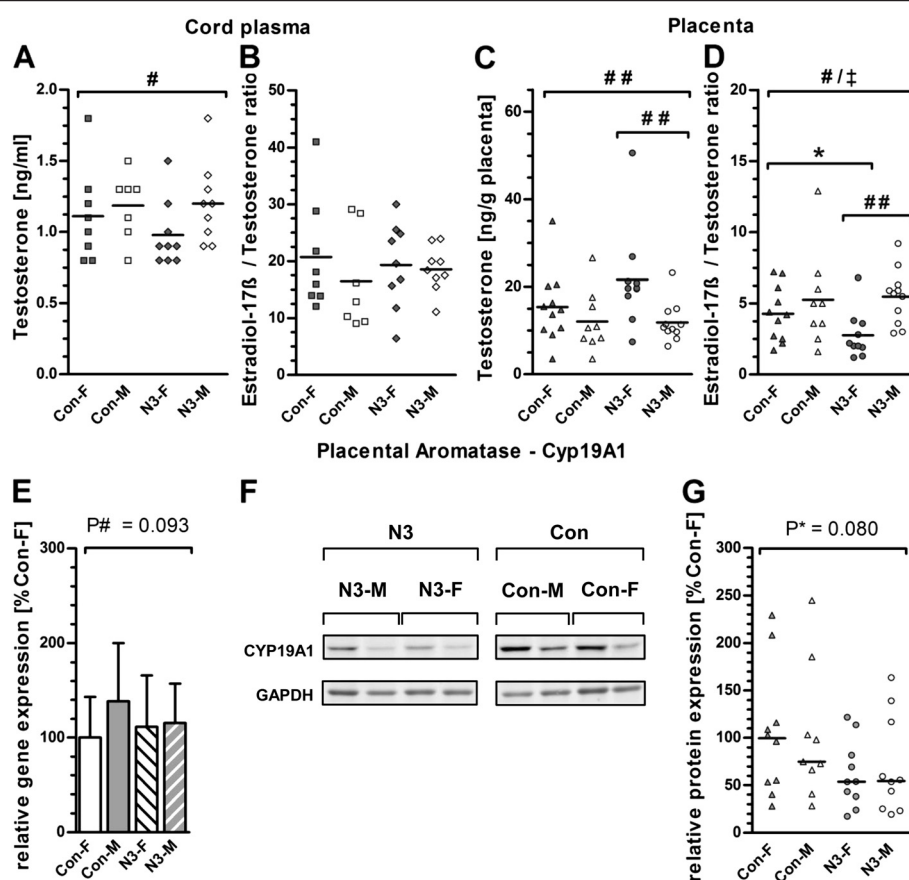 Cord plasma
Placenta
A
Testosterone [ng/ml]
#
2.0
1.5
1.0
0.5
0.0
Con-F
Con-M
N3-F
N3-M
B
Estradiol-17ß / Testosterone ratio
50
40
30
20
10
0
Con-F
Con-M
N3-F
N3-M
C
Testosterone [ng/g placenta]
##
##
60
40
20
0
Con-F
Con-M
N3-F
N3-M
D
Estradiol-17ß / Testosterone ratio
#/‡
*
##
20
15
10
5
0
Con-F
Con-M
N3-F
N3-M
Placental Aromatase - Cyp19A1
E
relative gene expression [%Con-F]
P# = 0.093
300
250
200
150
100
50
0
Con-F
Con-M
N3-F
N3-M
F
N3
Con
N3-M
N3-F
Con-M
Con-F
CYP19A1
GAPDH
G
relative protein expression [%Con-F]
P* = 0.080
300
250
200
150
100
50
0
Con-F
Con-M
N3-F
N3-M